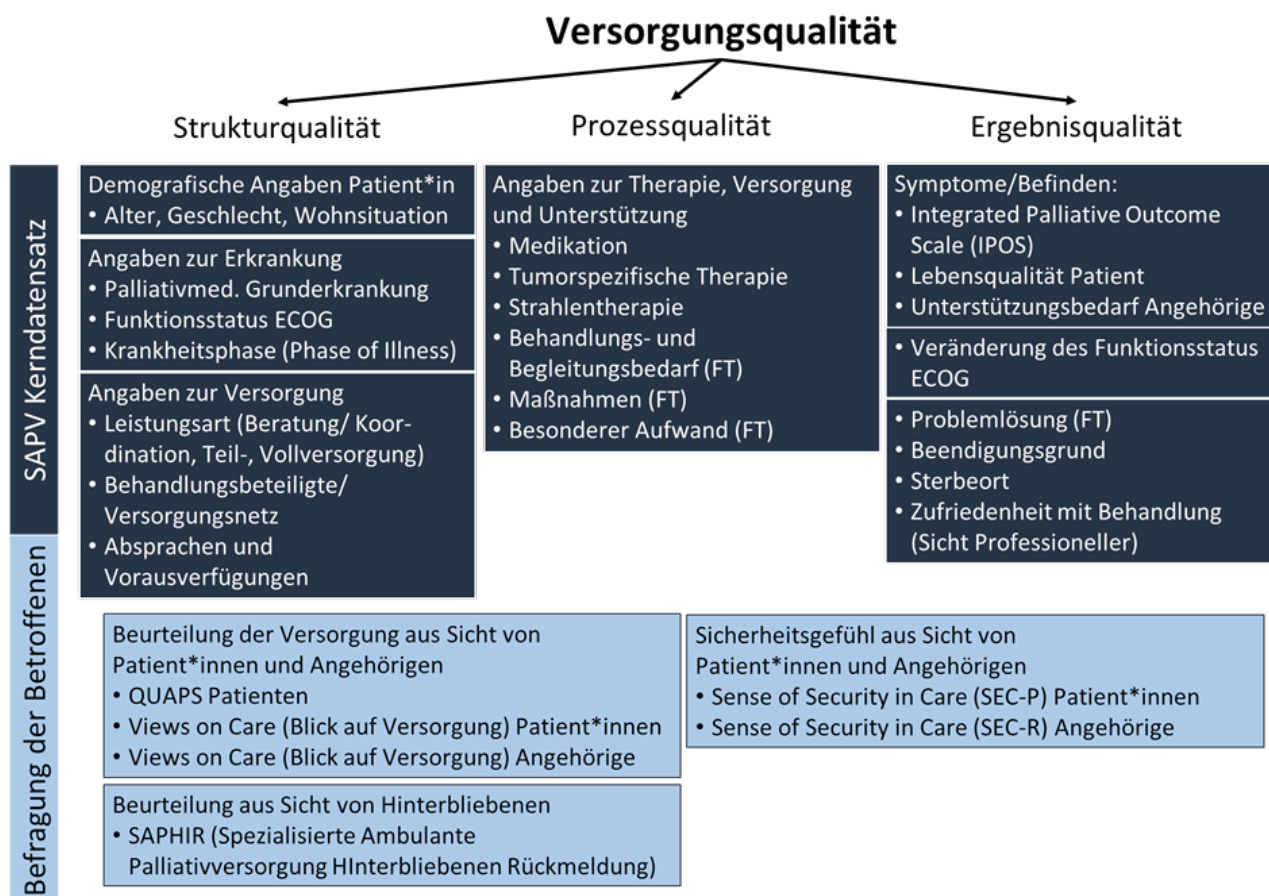 Versorgungsqualität
Strukturqualität
Prozessqualität
Ergebnisqualität
SAPV Kerndatensatz
Demografische Angaben Patient*in
• Alter, Geschlecht, Wohnsituation
Angaben zur Erkrankung
• Palliativmed. Grunderkrankung
• Funktionsstatus ECOG
• Krankheitsphase (Phase of Illness)
Angaben zur Versorgung
• Leistungsart (Beratung/ Koor-
dination, Teil-, Vollversorgung)
• Behandlungsbeteiligte/
Versorgungsnetz
• Absprachen und
Vorausverfügungen
Angaben zur Therapie, Versorgung
und Unterstützung
• Medikation
• Tumorspezifische Therapie
• Strahlentherapie
• Behandlungs- und
Begleitungsbedarf (FT)
• Maßnahmen (FT)
• Besonderer Aufwand (FT)
Symptome/Befinden:
• Integrated Palliative Outcome
Scale (IPOS)
• Lebensqualität Patient
• Unterstützungsbedarf Angehörige
• Veränderung des Funktionsstatus
ECOG
• Problemlösung (FT)
• Beendigungsgrund
• Sterbeort
• Zufriedenheit mit Behandlung
(Sicht Professioneller)
Befragung der Betroffenen
Beurteilung der Versorgung aus Sicht von
Patient*innen und Angehörigen
• QUAPS Patienten
• Views on Care (Blick auf Versorgung) Patient*innen
• Views on Care (Blick auf Versorgung) Angehörige
Sicherheitsgefühl aus Sicht von
Patient*innen und Angehörigen
• Sense of Security in Care (SEC-P) Patient*innen
• Sense of Security in Care (SEC-R) Angehörige
Beurteilung aus Sicht von Hinterbliebenen
• SAPHIR (Spezialisierte Ambulante
Palliativversorgung HInterbliebenen Rückmeldung)